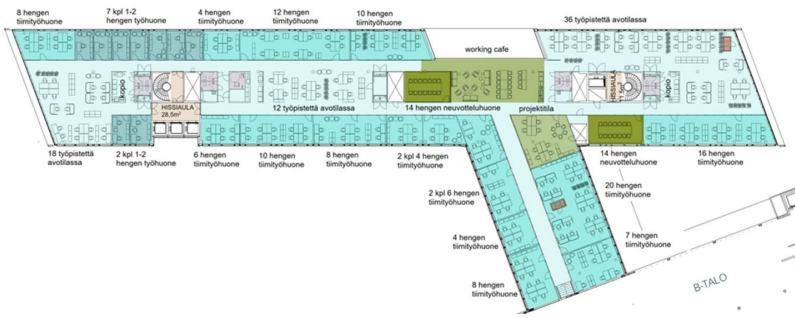 8 hengen
tiimityöhuone
7 kpl 1-2
hengen työhuone
4 hengen
tiimityöhuone
12 hengen
tiimityöhuone
10 hengen
tiimityöhuone
36 työpistettä avotilassa
working cafe
kopio
HISSIAULA
28,5m²
12 työpistettä avotilassa
14 hengen neuvotteluhuone
projektitila
HISSIAULA
kopio
18 työpistettä
avotilassa
2 kpl 1-2
hengen työhuone
6 hengen
tiimityöhuone
10 hengen
tiimityöhuone
8 hengen
tiimityöhuone
2 kpl 4 hengen
tiimityöhuone
14 hengen
neuvotteluhuone
16 hengen
tiimityöhuone
2 kpl 6 hengen
tiimityöhuone
20 hengen
tiimityöhuone
4 hengen
tiimityöhuone
7 hengen
tiimityöhuone
8 hengen
tiimityöhuone
B-TALO